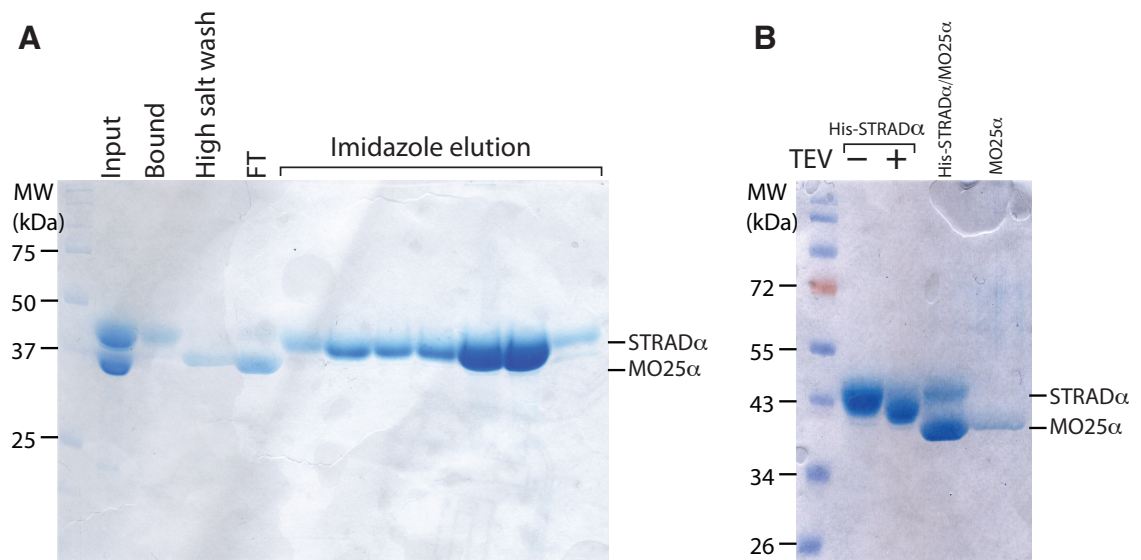 A
Input
Bound
High salt wash
FT
Imidazole elution
MW
(kDa)
75
50
37
25
STRADα
MO25α
B
His-STRADα
TEV − +
His-STRADα/MO25α
MO25α
MW
(kDa)
72
55
43
34
26
STRADα
MO25α